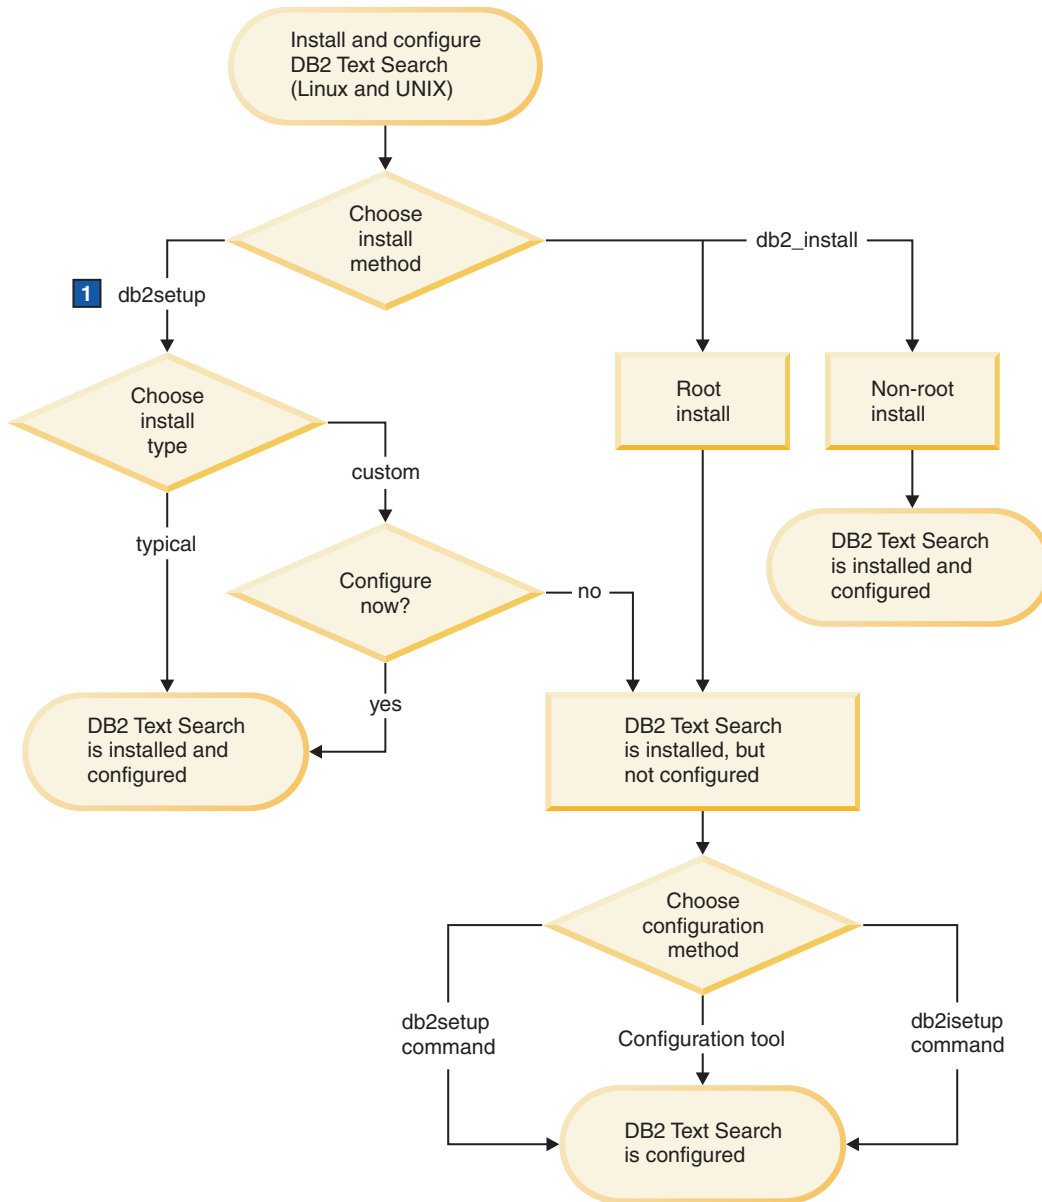 Install and configure
DB2 Text Search
(Linux and UNIX)
Choose
install
method
db2_install
1
db2setup
Choose
install
type
Root
install
Non-root
install
custom
typical
DB2 Text Search
is installed and
configured
Configure
now?
no
yes
DB2 Text Search
is installed and
configured
DB2 Text Search
is installed, but
not configured
Choose
configuration
method
db2setup
command
Configuration tool
db2isetup
command
DB2 Text Search
is configured